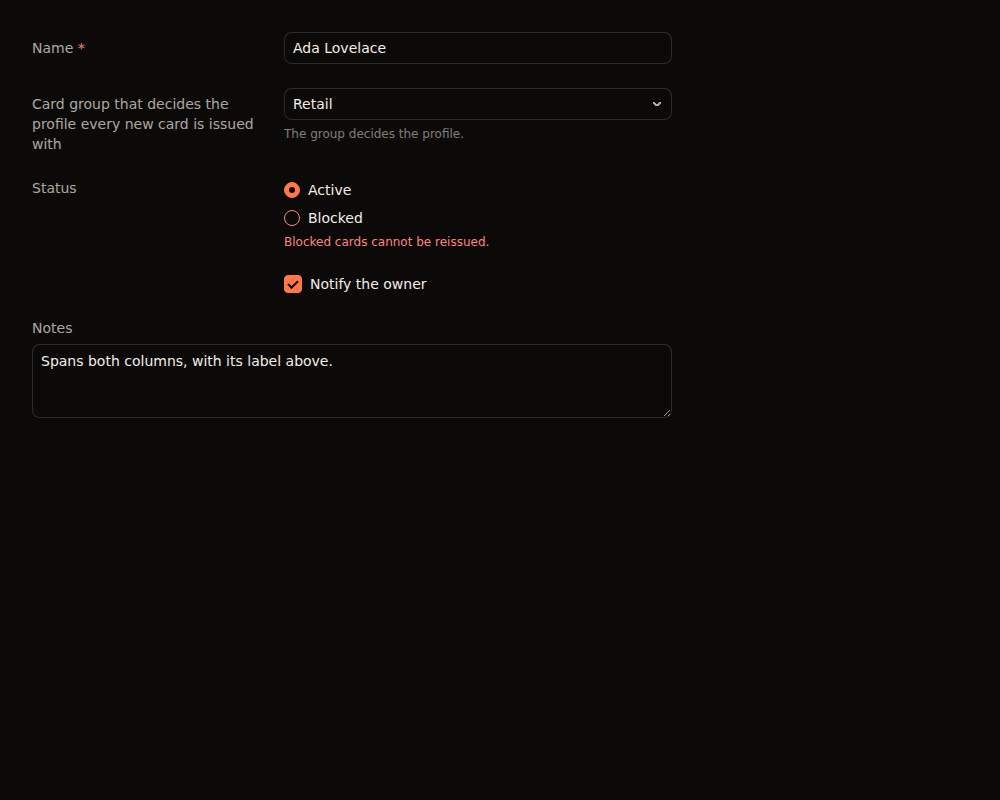 Name *
Ada Lovelace
Card group that decides the
profile every new card is issued
with
Retail
The group decides the profile.
Status
Active
Blocked
Blocked cards cannot be reissued.
Notify the owner
Notes
Spans both columns, with its label above.